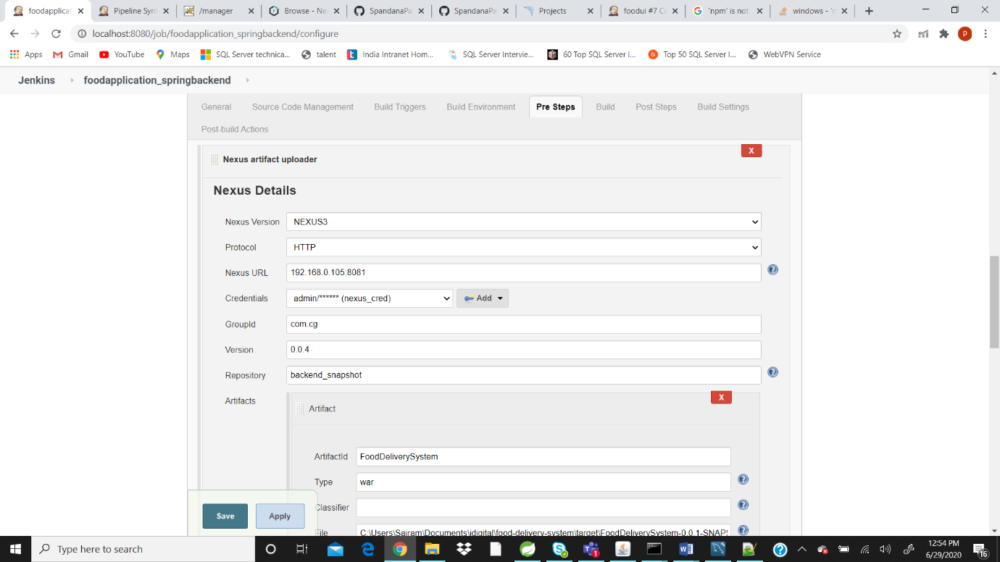 foodapplicat
Pipeline Syn
/manager
Browse - Ne
SpandanaPa
SpandanaPa
Projects
foodui #7 Co
'npm' is not
windows - 'n
localhost:8080/job/foodapplication_springbackend/configure
P
Apps
Gmail
YouTube
Maps
SQL Server technica...
talent
India Intranet Hom...
SQL Server Intervie...
60 Top SQL Server I...
Top 50 SQL Server I...
WebVPN Service
Jenkins
foodapplication_springbackend
General
Source Code Management
Build Triggers
Build Environment
Pre Steps
Build
Post Steps
Build Settings
Post-build Actions
Nexus artifact uploader
X
Nexus Details
Nexus Version
NEXUS3
Protocol
HTTP
Nexus URL
192.168.0.105:8081
Credentials
admin/****** (nexus_cred)
Add
GroupId
com.cg
Version
0.0.4
Repository
backend_snapshot
Artifacts
Artifact
X
ArtifactId
FoodDeliverySystem
Type
war
Classifier
File
C:\Users\Sairam\Documents\idigital\food-delivery-system\target\FoodDeliverySystem-0.0.1-SNAP
Save
Apply
Type here to search
12:54 PM
6/29/2020
16